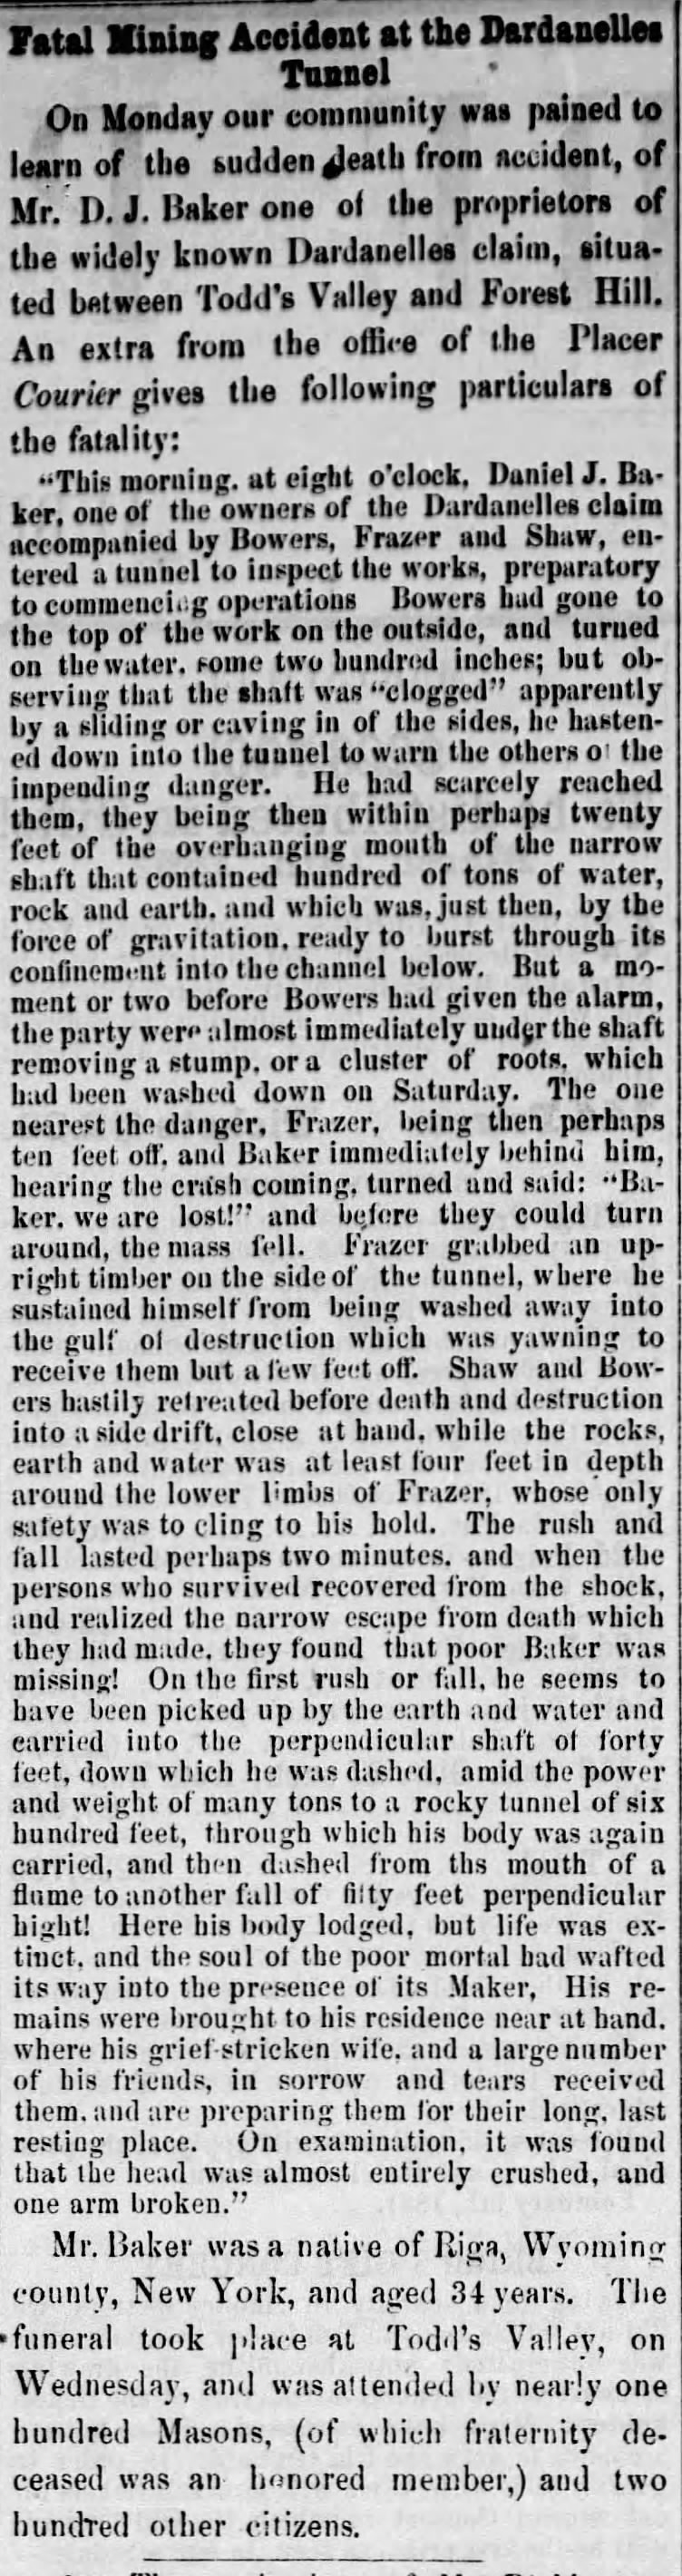 Fatal Mining Accident at the Dardanelles
Tunnel
On Monday our community was pained to
learn of the sudden death from accident, of
Mr. D. J. Baker one of the proprietors of
the widely known Dardanelles claim, situa-
ted between Todd's Valley and Forest Hill.
An extra from the office of the Placer
Courier gives the following particulars of
the fatality:
"This morning. at eight o'clock, Daniel J. Ba-
ker, one of the owners of the Dardanelles claim
accompanied by Bowers, Frazer and Shaw, en-
tered a tunnel to inspect the works, preparatory
to commencing operations Bowers had gone to
the top of the work on the outside, and turned
on the water. some two hundred inches; but ob-
serving that the shaft was "clogged" apparently
by a sliding or caving in of the sides, he hasten-
ed down into the tunnel to warn the others of the
impending danger. He had scarcely reached
them, they being then within perhaps twenty
feet of the overhanging mouth of the narrow
shaft that contained hundred of tons of water,
rock and earth. and which was, just then, by the
force of gravitation, ready to burst through its
confinement into the channel below. But a mo-
ment or two before Bowers had given the alarm,
the party were almost immediately under the shaft
removing a stump. or a cluster of roots, which
had been washed down on Saturday. The one
nearest the danger, Frazer, being then perhaps
ten feet off, and Baker immediately behind him,
hearing the crash coming, turned and said: "Ba-
ker. we are lost!" and before they could turn
around, the mass fell. Frazer grabbed an up-
right timber on the side of the tunnel, where he
sustained himself from being washed away into
the gulf of destruction which was yawning to
receive them but a few feet off. Shaw and Bow-
ers hastily retreated before death and destruction
into a side drift, close at hand, while the rocks,
earth and water was at least four feet in depth
around the lower limbs of Frazer, whose only
safety was to cling to his hold. The rush and
fall lasted perhaps two minutes, and when the
persons who survived recovered from the shock,
and realized the narrow escape from death which
they had made, they found that poor Baker was
missing! On the first rush or fall, he seems to
have been picked up by the earth and water and
carried into the perpendicular shaft of forty
feet, down which he was dashed, amid the power
and weight of many tons to a rocky tunnel of six
hundred feet, through which his body was again
carried, and then dashed from ths mouth of a
flume to another fall of fifty feet perpendicular
hight! Here his body lodged, but life was ex-
tinct, and the soul of the poor mortal had wafted
its way into the presence of its Maker, His re-
mains were brought to his residence near at hand.
where his grief-stricken wife, and a large number
of his friends, in sorrow and tears received
them, and are preparing them for their long, last
resting place. On examination, it was found
that the head was almost entirely crushed, and
one arm broken."
Mr. Baker was a native of Riga, Wyoming
county, New York, and aged 34 years. The
funeral took place at Todd's Valley, on
Wednesday, and was attended by nearly one
hundred Masons, (of which fraternity de-
ceased was an honored member,) and two
hundred other citizens.